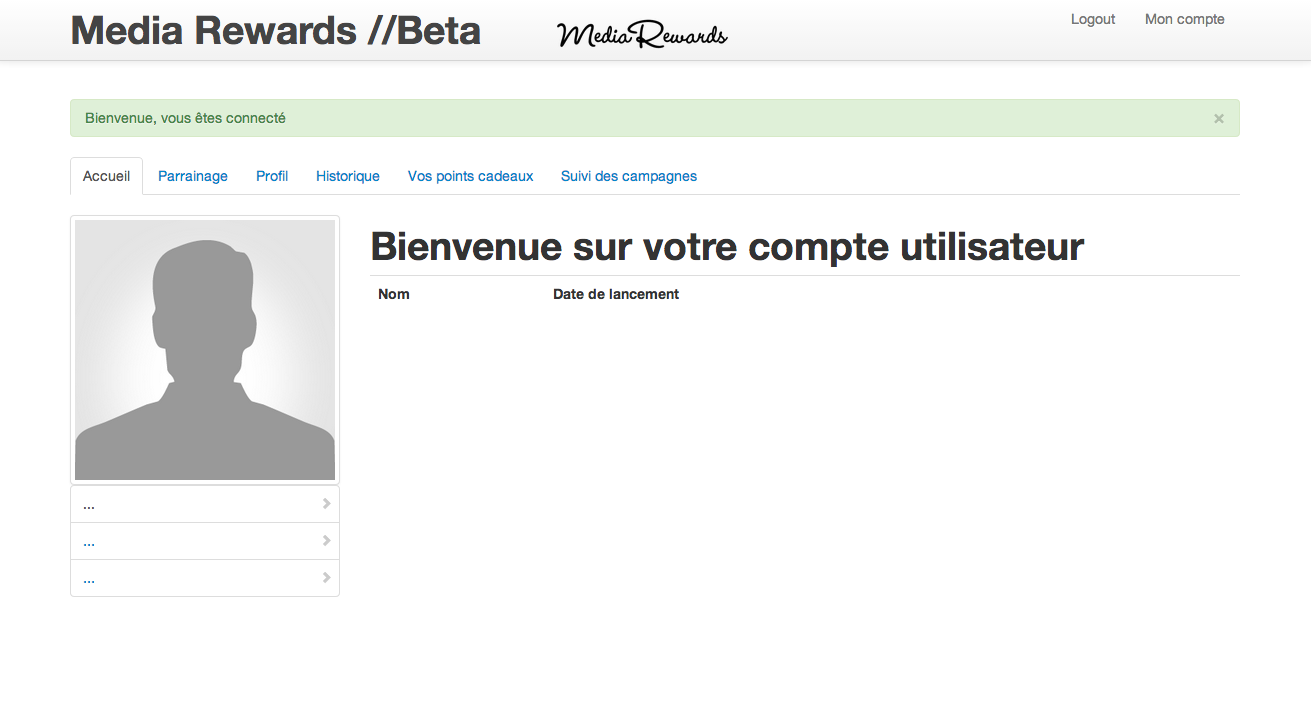 Media Rewards //Beta
MediaRewards
Logout Mon compte
Bienvenue, vous êtes connecté ×
Accueil Parrainage Profil Historique Vos points cadeaux Suivi des campagnes
Bienvenue sur votre compte utilisateur
Nom Date de lancement
...
...
...